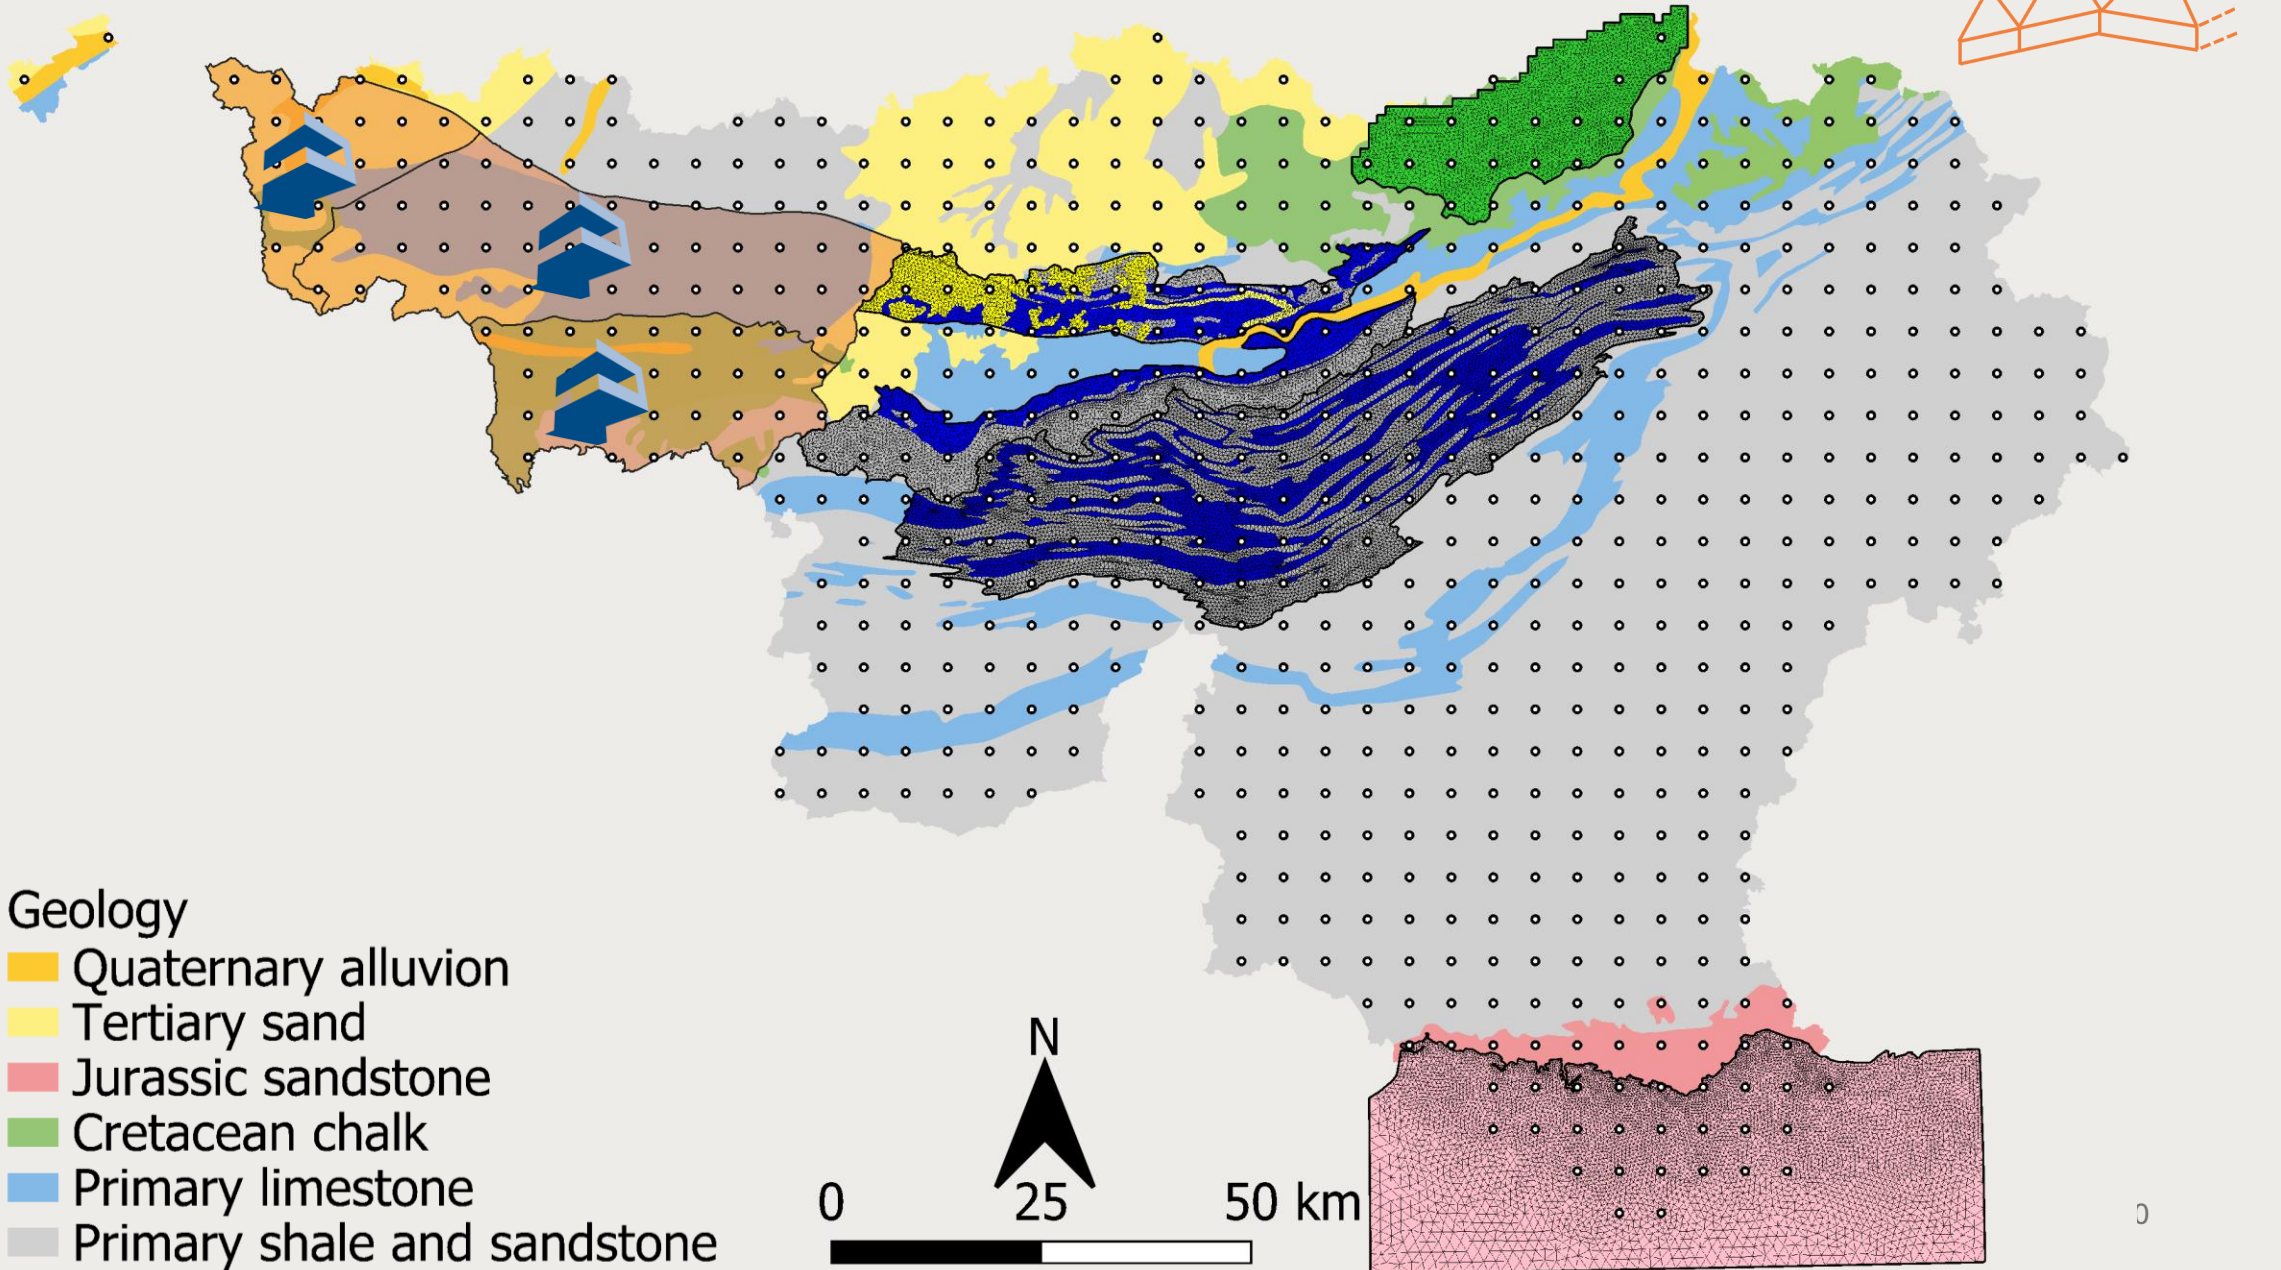 Geology
Quaternary alluvion
Tertiary sand
Jurassic sandstone
Cretacean chalk
Primary limestone
Primary shale and sandstone
N
0 25 50 km